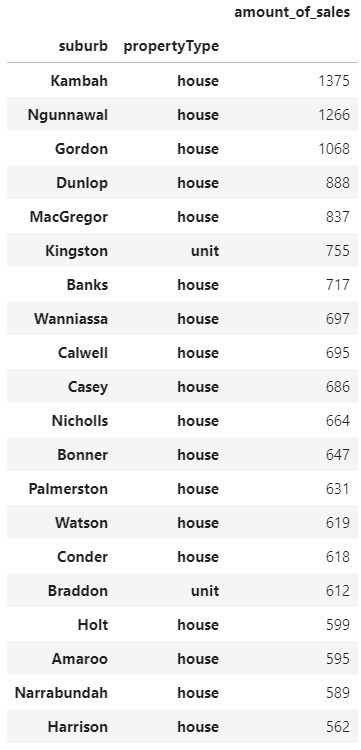 amount_of_sales
suburb propertyType
Kambah house 1375
Ngunnawal house 1266
Gordon house 1068
Dunlop house 888
MacGregor house 837
Kingston unit 755
Banks house 717
Wanniassa house 697
Calwell house 695
Casey house 686
Nicholls house 664
Bonner house 647
Palmerston house 631
Watson house 619
Conder house 618
Braddon unit 612
Holt house 599
Amaroo house 595
Narrabundah house 589
Harrison house 562